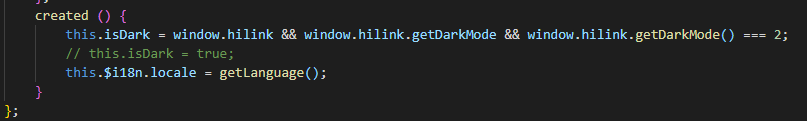 created () {
this.isDark = window.hilink && window.hilink.getDarkMode && window.hilink.getDarkMode() === 2;
// this.isDark = true;
this.$i18n.locale = getLanguage();
}
};